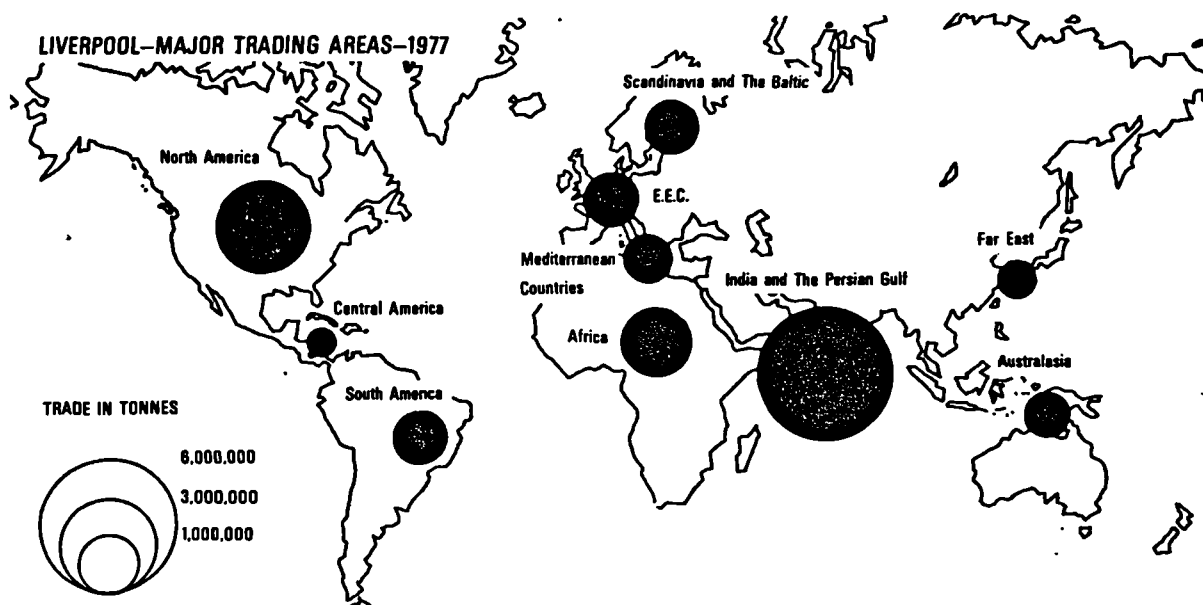 LIVERPOOL–MAJOR TRADING AREAS–1977
Scandinavia and The Baltic
North America
E.E.C.
Far East
Mediterranean
Countries
India and The Persian Gulf
Central America
Africa
Australasia
South America
TRADE IN TONNES
6,000,000
3,000,000
1,000,000